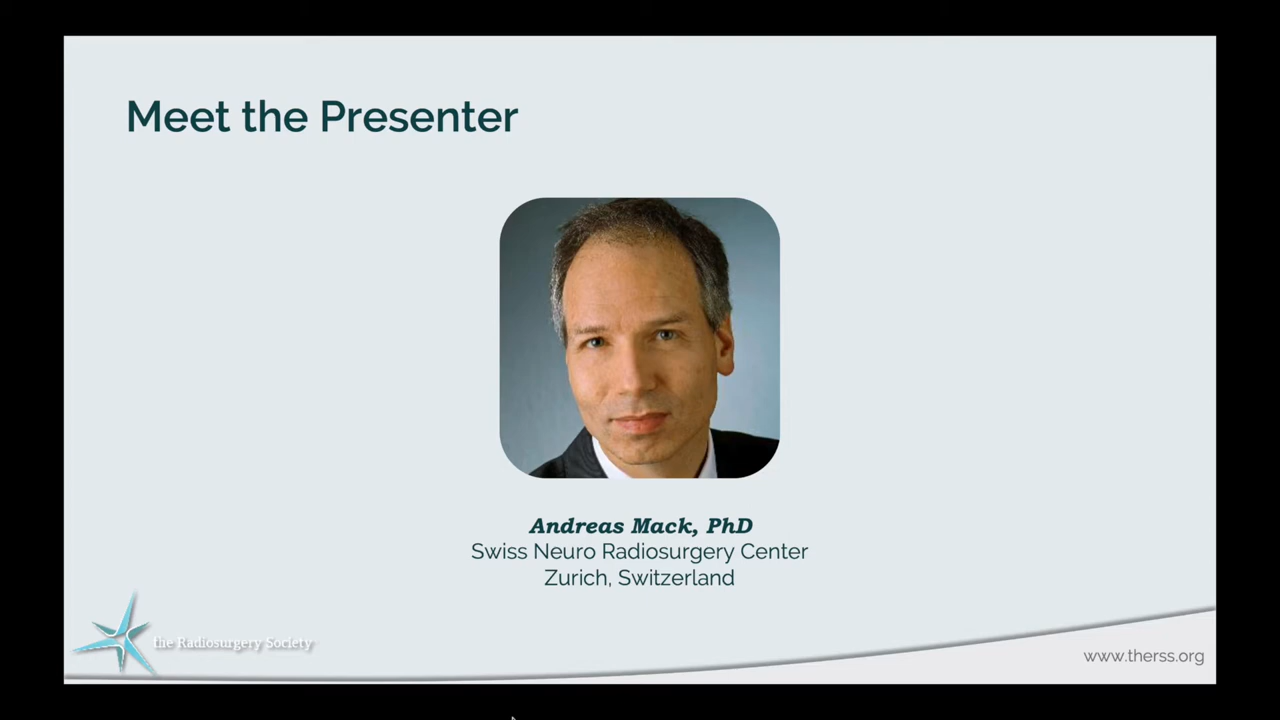 Meet the Presenter
Andreas Mack, PhD
Swiss Neuro Radiosurgery Center
Zurich, Switzerland
the Radiosurgery Society
www.therss.org